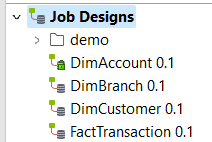 Job Designs
demo
DimAccount 0.1
DimBranch 0.1
DimCustomer 0.1
FactTransaction 0.1